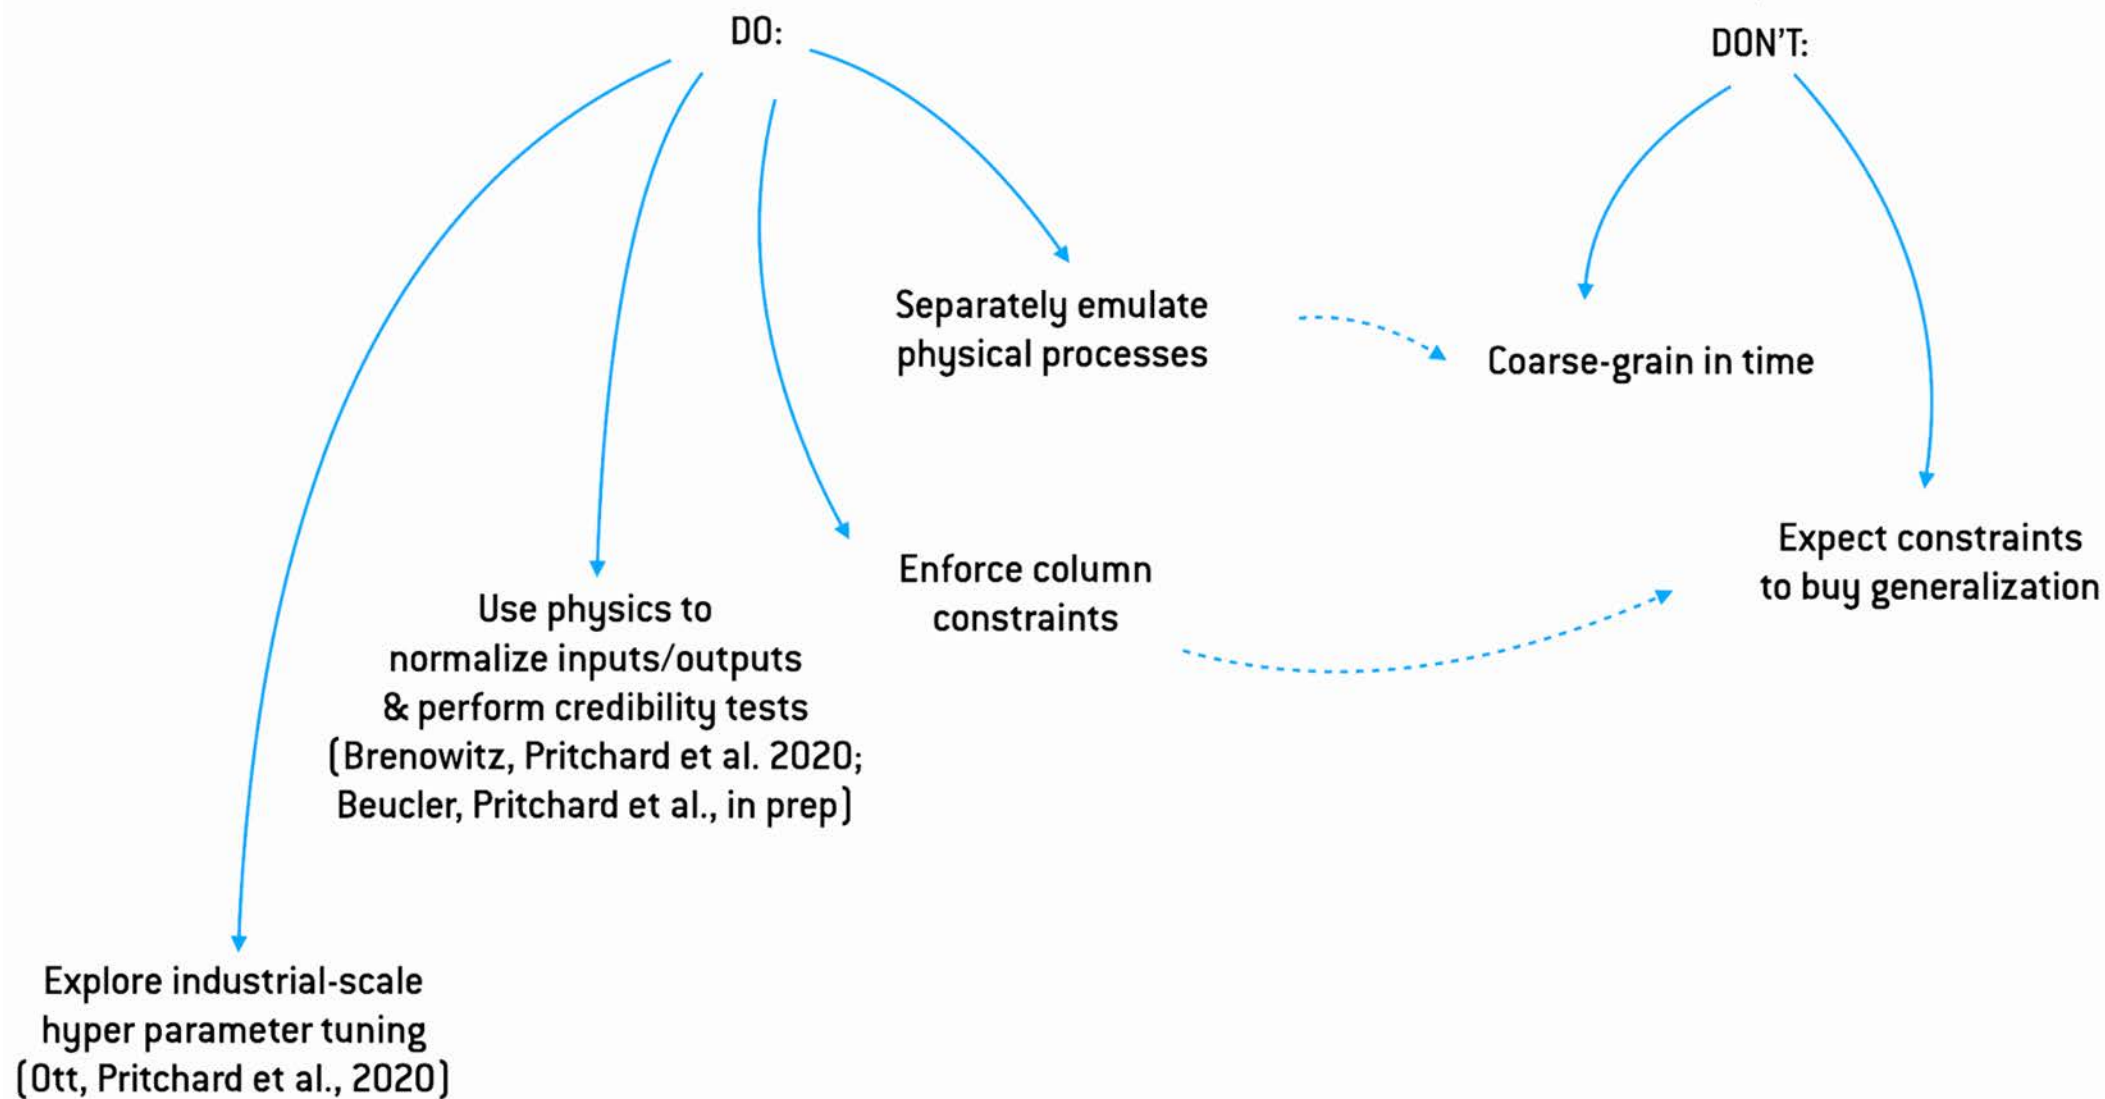 DO:
DON'T:
Separately emulate
physical processes
Coarse-grain in time
Expect constraints
to buy generalization
Enforce column
constraints
Use physics to
normalize inputs/outputs
& perform credibility tests
(Brenowitz, Pritchard et al. 2020;
Beucler, Pritchard et al., in prep)
Explore industrial-scale
hyper parameter tuning
(Ott, Pritchard et al., 2020)